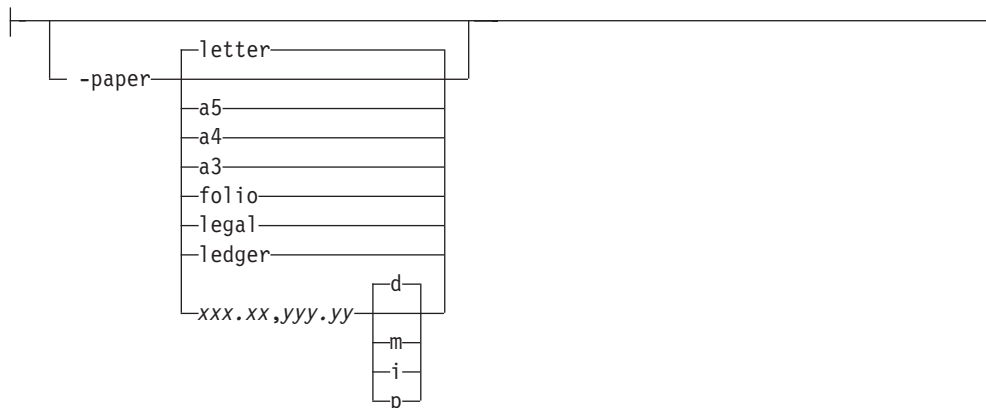 letter
-paper
a5
a4
a3
folio
legal
ledger
d
xxx.xx,yyy.yy
m
i
p